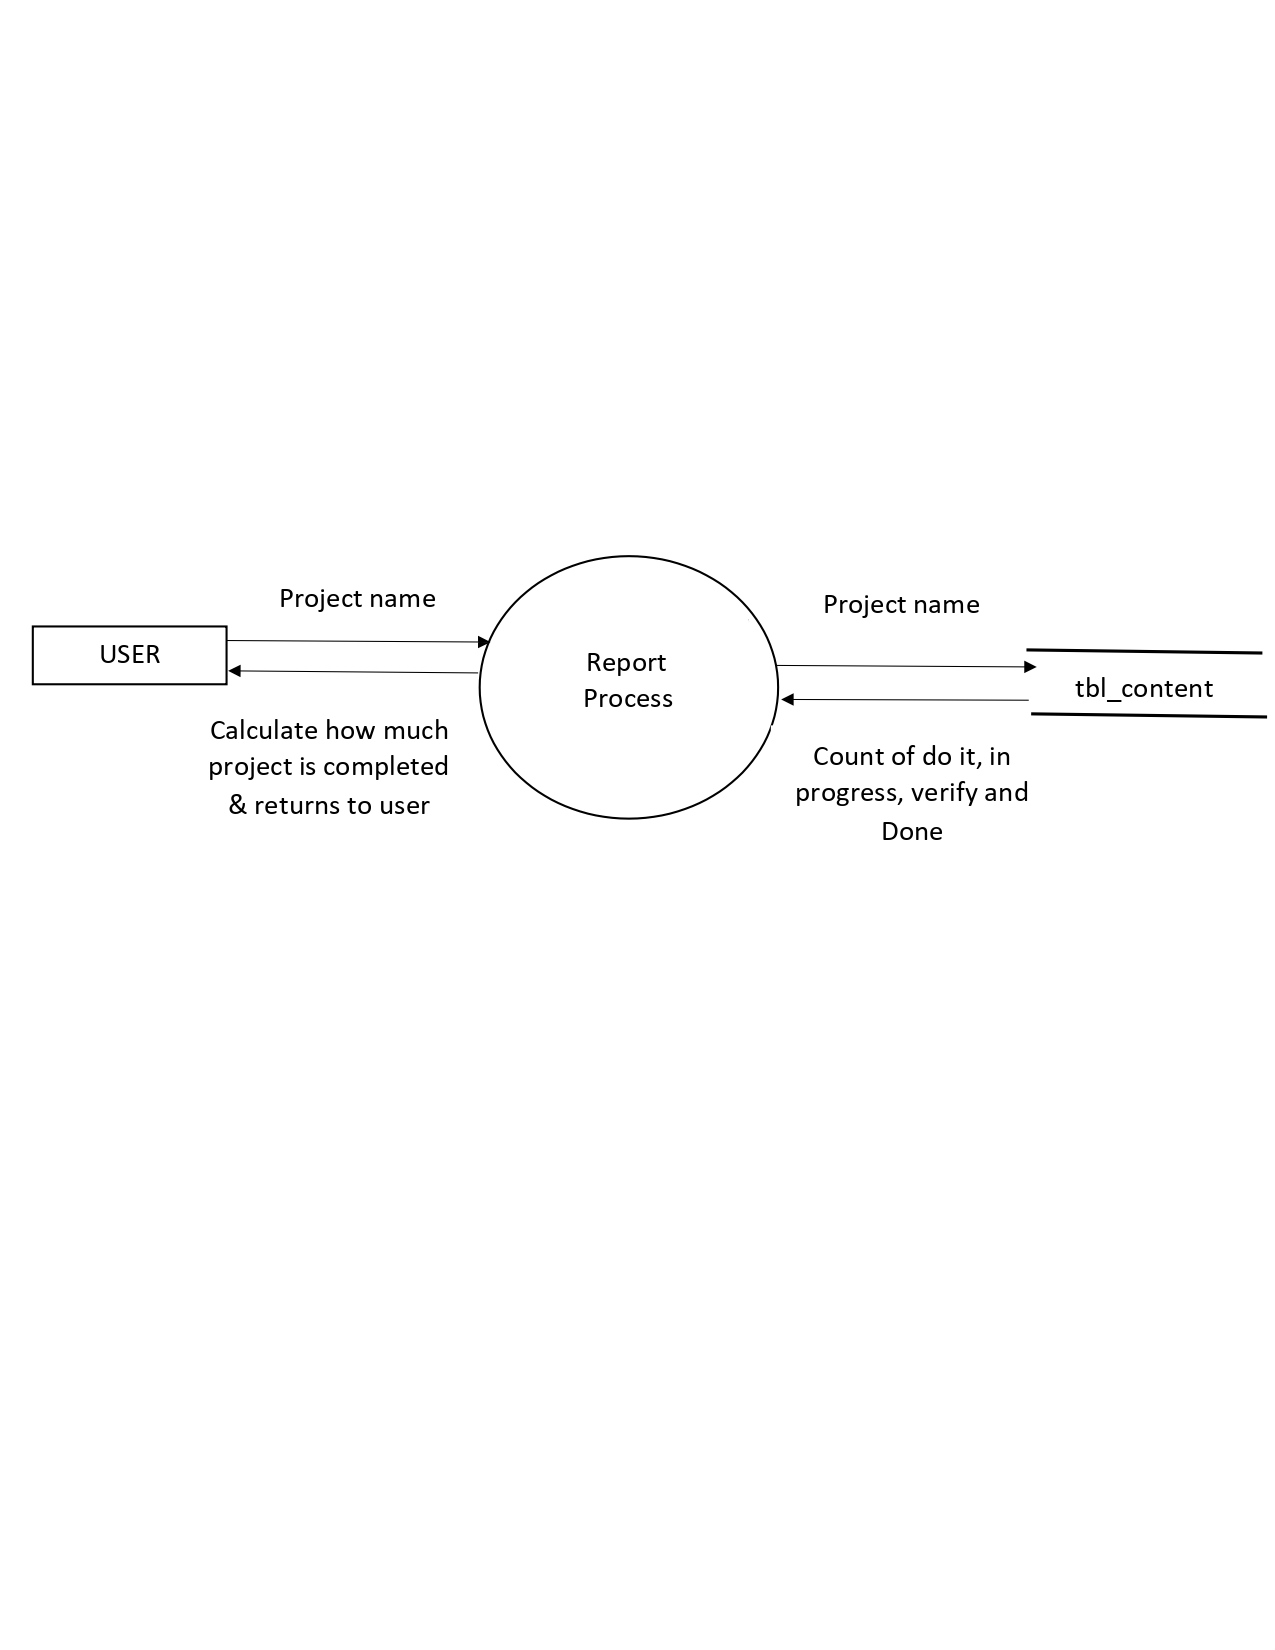 Project name
Project name
USER
Report
Process
tbl_content
Calculate how much
project is completed
& returns to user
Count of do it, in
progress, verify and
Done